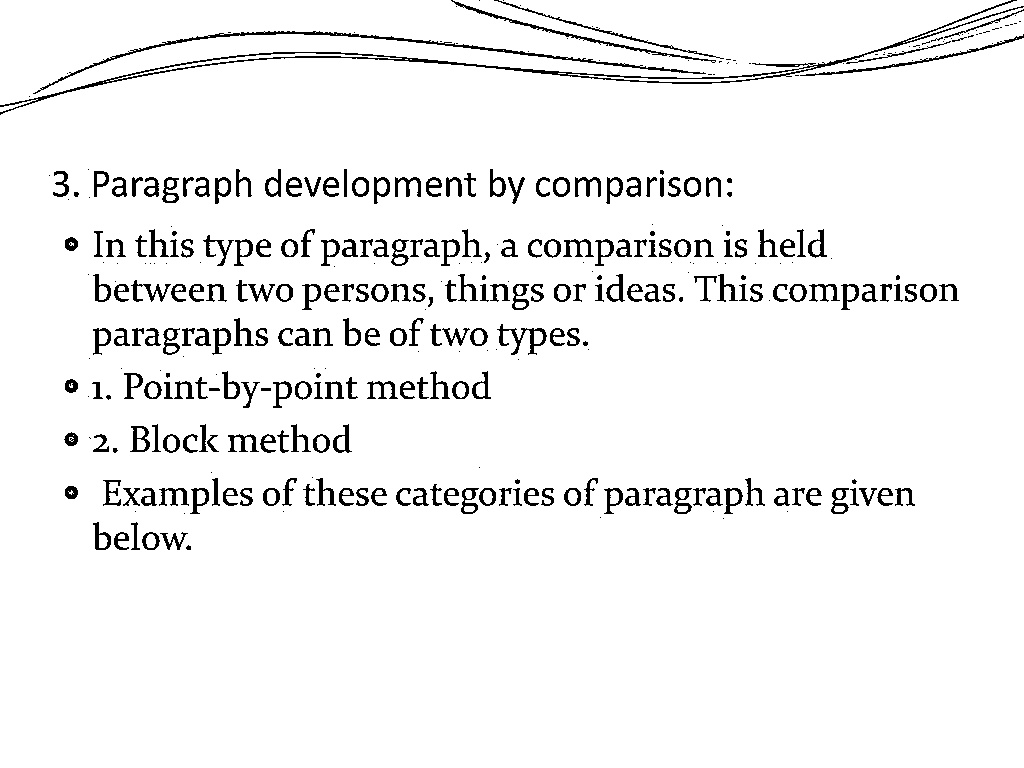 3. Paragraph development by comparison:
In this type of paragraph, a comparison is held
between two persons, things or ideas. This comparison
paragraphs can be of two types.
1. Point-by-point method
2. Block method
Examples of these categories of paragraph are given
below.